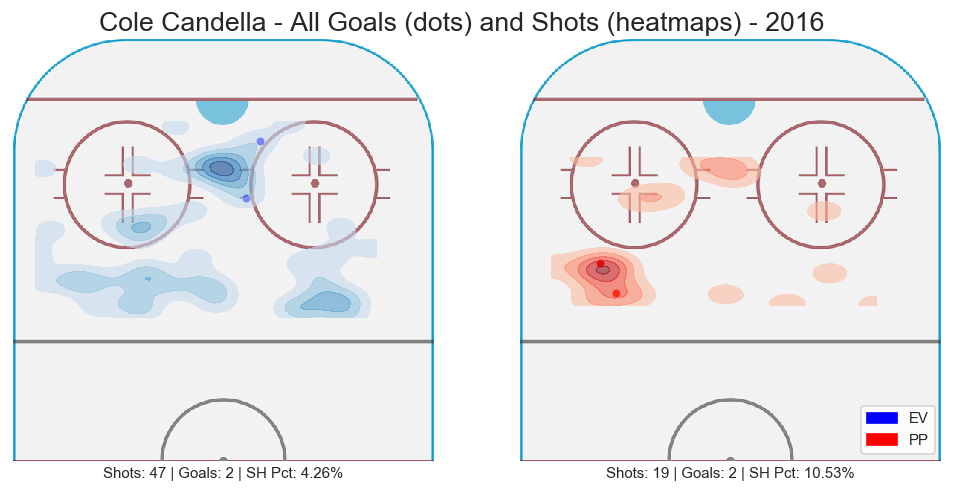 Cole Candella - All Goals (dots) and Shots (heatmaps) - 2016
EV
PP
Shots: 47 | Goals: 2 | SH Pct: 4.26%
Shots: 19 | Goals: 2 | SH Pct: 10.53%